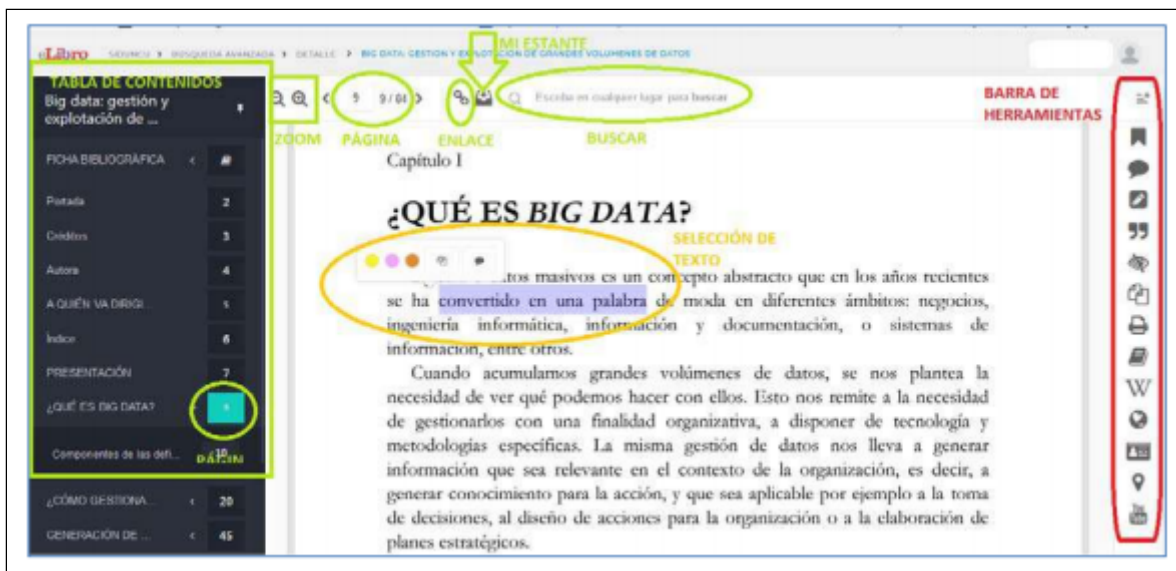 eLibro SIDUNCU > BÚSQUEDA AVANZADA > DETALLE > BIG DATA: GESTIÓN Y EXPLOTACIÓN DE GRANDES VOLÚMENES DE DATOS
MI ESTANTE
TABLA DE CONTENIDOS
Big data: gestión y
explotación de ...
9 9/
Escriba en cualquier lugar para buscar
BARRA DE
HERRAMIENTAS
ZOOM PÁGINA ENLACE BUSCAR
FICHA BIBLIOGRÁFICA
Portada 2
Créditos 3
Autora 4
A QUIÉN VA DIRIGI... 5
Índice 6
PRESENTACIÓN 7
¿QUÉ ES BIG DATA? 9
Componentes de las defi... 10
PÁGIN
¿CÓMO GESTIONA... 20
GENERACIÓN DE ... 45
Capítulo I
¿QUÉ ES BIG DATA?
SELECCIÓN DE
TEXTO
masivos es un concepto abstracto que en los años recientes
se ha convertido en una palabra de moda en diferentes ámbitos: negocios,
ingeniería informática, información y documentación, o sistemas de
información, entre otros.
Cuando acumulamos grandes volúmenes de datos, se nos plantea la
necesidad de ver qué podemos hacer con ellos. Esto nos remite a la necesidad
de gestionarlos con una finalidad organizativa, a disponer de tecnología y
metodologías específicas. La misma gestión de datos nos lleva a generar
información que sea relevante en el contexto de la organización, es decir, a
generar conocimiento para la acción, y que sea aplicable por ejemplo a la toma
de decisiones, al diseño de acciones para la organización o a la elaboración de
planes estratégicos.
W